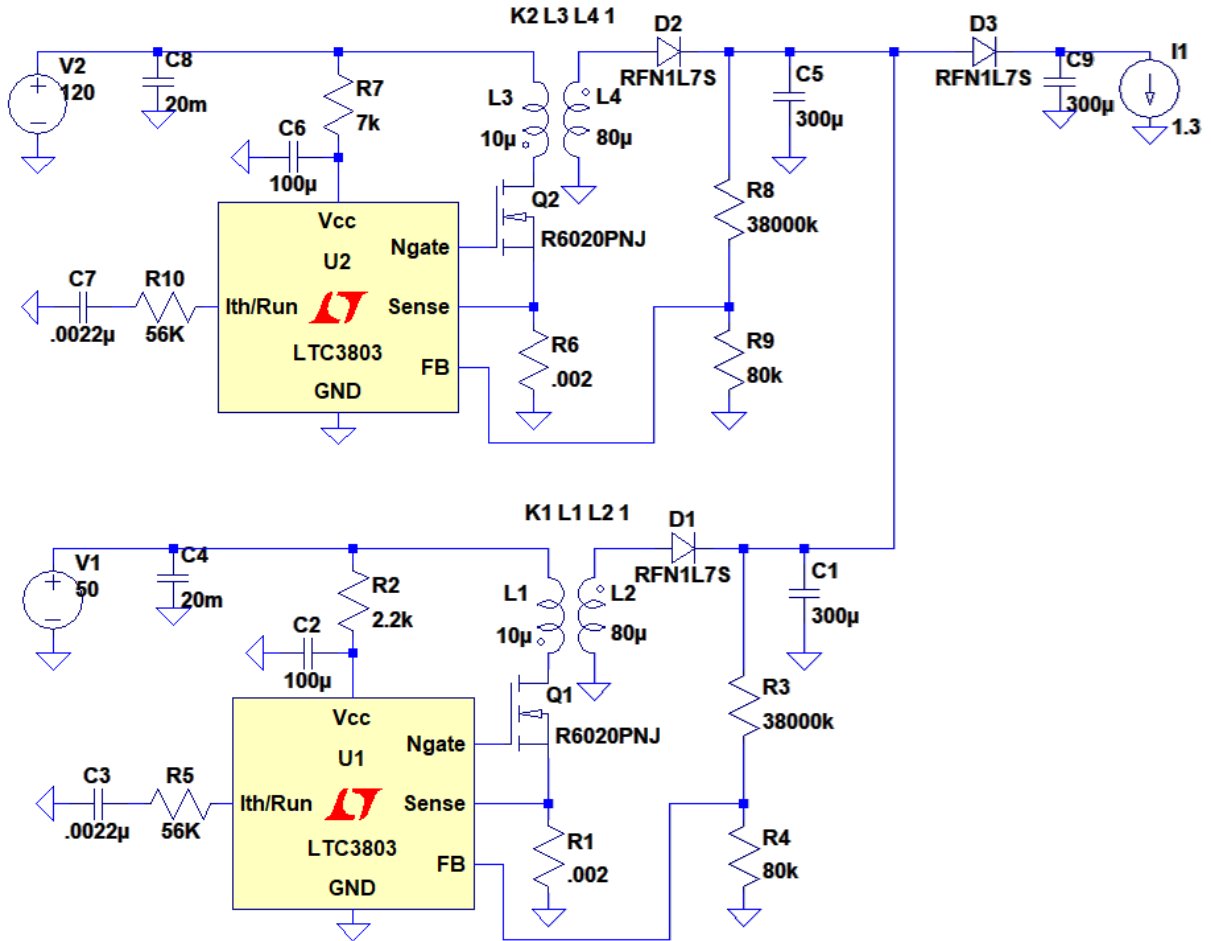 K2 L3 L4 1
D2
D3
RFN1L7S
RFN1L7S
V2
120
C8
20m
R7
7k
L3
10µ
L4
80µ
C5
300µ
C9
300µ
I1
1.3
C6
100µ
Q2
R6020PNJ
R8
38000k
Vcc
Ngate
U2
C7
.0022µ
R10
56K
Ith/Run
Sense
LTC3803
FB
GND
R6
.002
R9
80k
K1 L1 L2 1
D1
RFN1L7S
V1
50
C4
20m
R2
2.2k
L1
10µ
L2
80µ
C1
300µ
C2
100µ
Q1
R6020PNJ
R3
38000k
Vcc
Ngate
U1
C3
.0022µ
R5
56K
Ith/Run
Sense
LTC3803
FB
GND
R1
.002
R4
80k